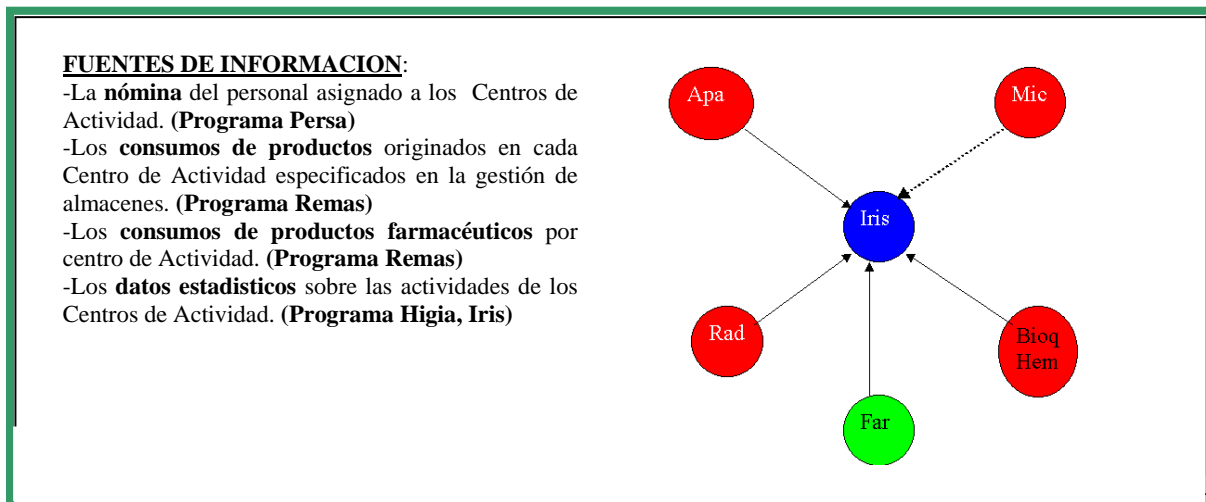 FUENTES DE INFORMACION:
-La nómina del personal asignado a los Centros de
Actividad. (Programa Persa)
-Los consumos de productos originados en cada
Centro de Actividad especificados en la gestión de
almacenes. (Programa Remas)
-Los consumos de productos farmacéuticos por
centro de Actividad. (Programa Remas)
-Los datos estadisticos sobre las actividades de los
Centros de Actividad. (Programa Higia, Iris)
Apa
Mic
Iris
Rad
Bioq
Hem
Far